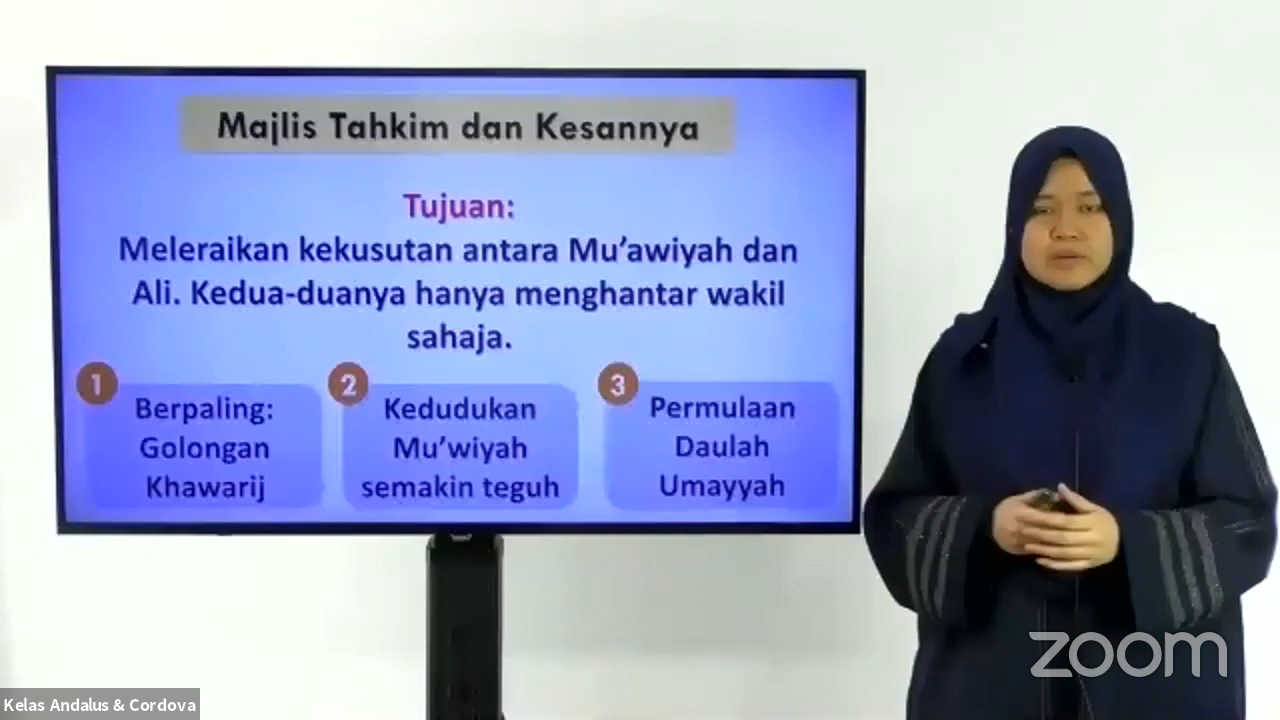 Majlis Tahkim dan Kesannya
Tujuan:
Meleraikan kekusutan antara Mu’awiyah dan
Ali. Kedua-duanya hanya menghantar wakil
sahaja.
1
Berpaling:
Golongan
Khawarij
2
Kedudukan
Mu’wiyah
semakin teguh
3
Permulaan
Daulah
Umayyah
zoom
Kelas Andalus & Cordova